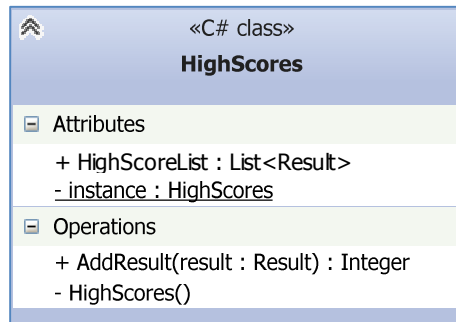 «C# class»
HighScores
Attributes
+ HighScoreList : List<Result>
- instance : HighScores
Operations
+ AddResult(result : Result) : Integer
- HighScores()